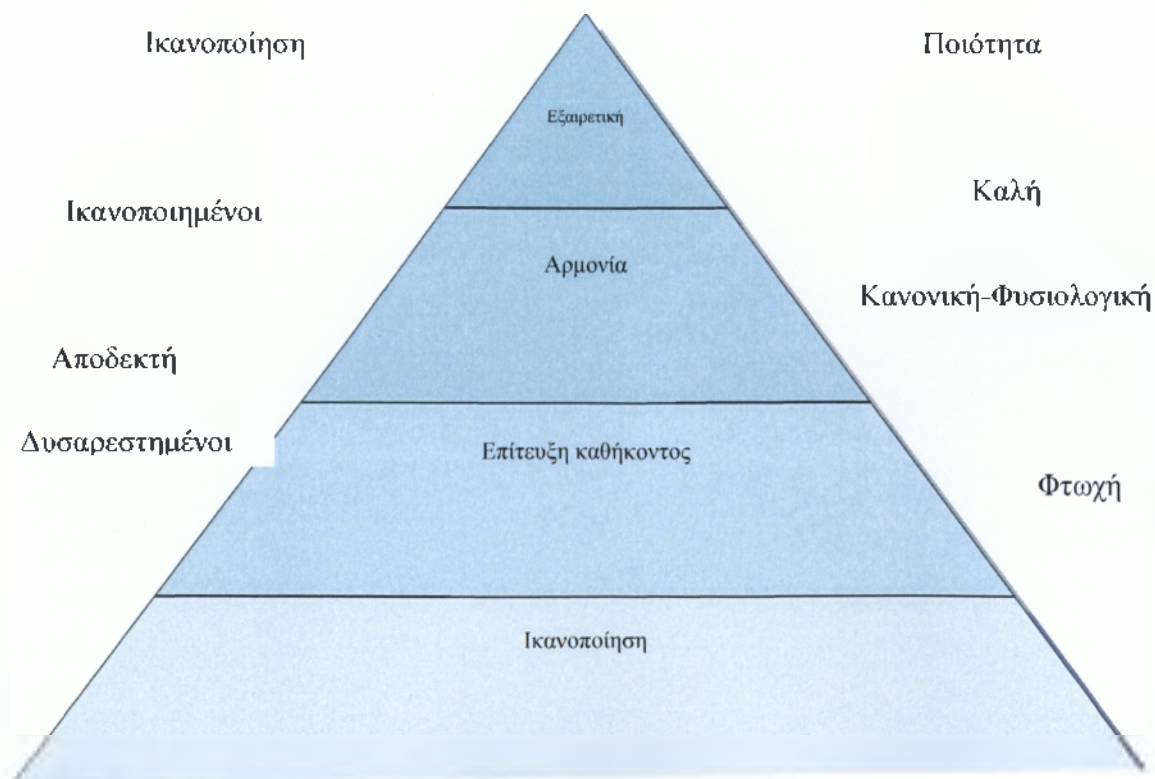 Ικανοποίηση
Ποιότητα
Εξαιρετική
Καλή
Ικανοποιημένοι
Αρμονία
Κανονική-Φυσιολογική
Αποδεκτή
Δυσαρεστημένοι
Επίτευξη καθήκοντος
Φτωχή
Ικανοποίηση